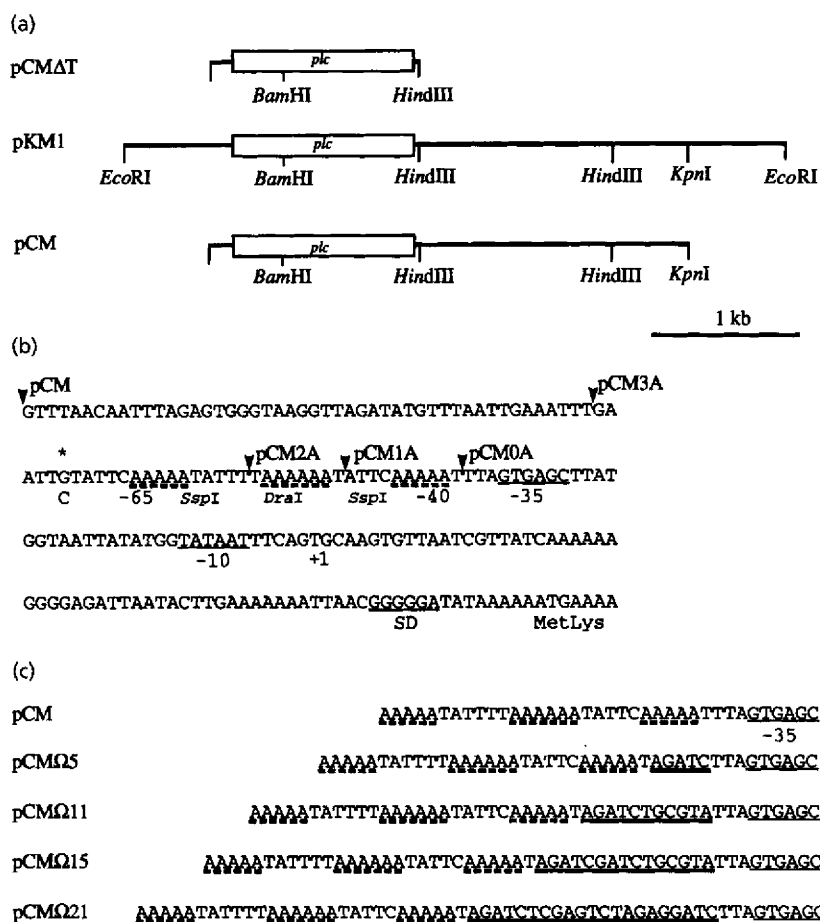 (a)
pCMΔT
plc
BamHI HindIII
pKM1
plc
EcoRI BamHI HindIII HindIII KpnI EcoRI
pCM
plc
BamHI HindIII HindIII KpnI
1 kb
(b)
pCM pCM3A
GTTTAACAATTTAGAGTGGGTAAGGTTAGATATGTTTAATTGAAATTTGA
* pCM2A pCM1A pCM0A
ATTGTATTCAAAAATATTTTAAAAAATATTCAAAAATTTAGTGAGCTTAT
C -65 SspI DraI SspI -40 -35
GGTAATTATATGGTATAATTTCAGTGCAAGTGTTAATCGTTATCAAAAAA
-10 +1
GGGGAGATTAATACTTGAAAAAAATTAACGGGGGATATAAAAAATGAAAA
SD MetLys
(c)
pCM AAAAATATTTTAAAAAATATTCAAAAATTTAGTGAGC
-35
pCMΩ5 AAAAATATTTTAAAAAATATTCAAAAATAGATCTTAGTGAGC
pCMΩ11 AAAAATATTTTAAAAAATATTCAAAAATAGATCTGCGTATTAGTGAGC
pCMΩ15 AAAAATATTTTAAAAAATATTCAAAAATAGATCGATCTGCGTATTAGTGAGC
pCMΩ21 AAAAATATTTTAAAAAATATTCAAAAATAGATCTCGAGTCTAGAGGATCTTAGTGAGC